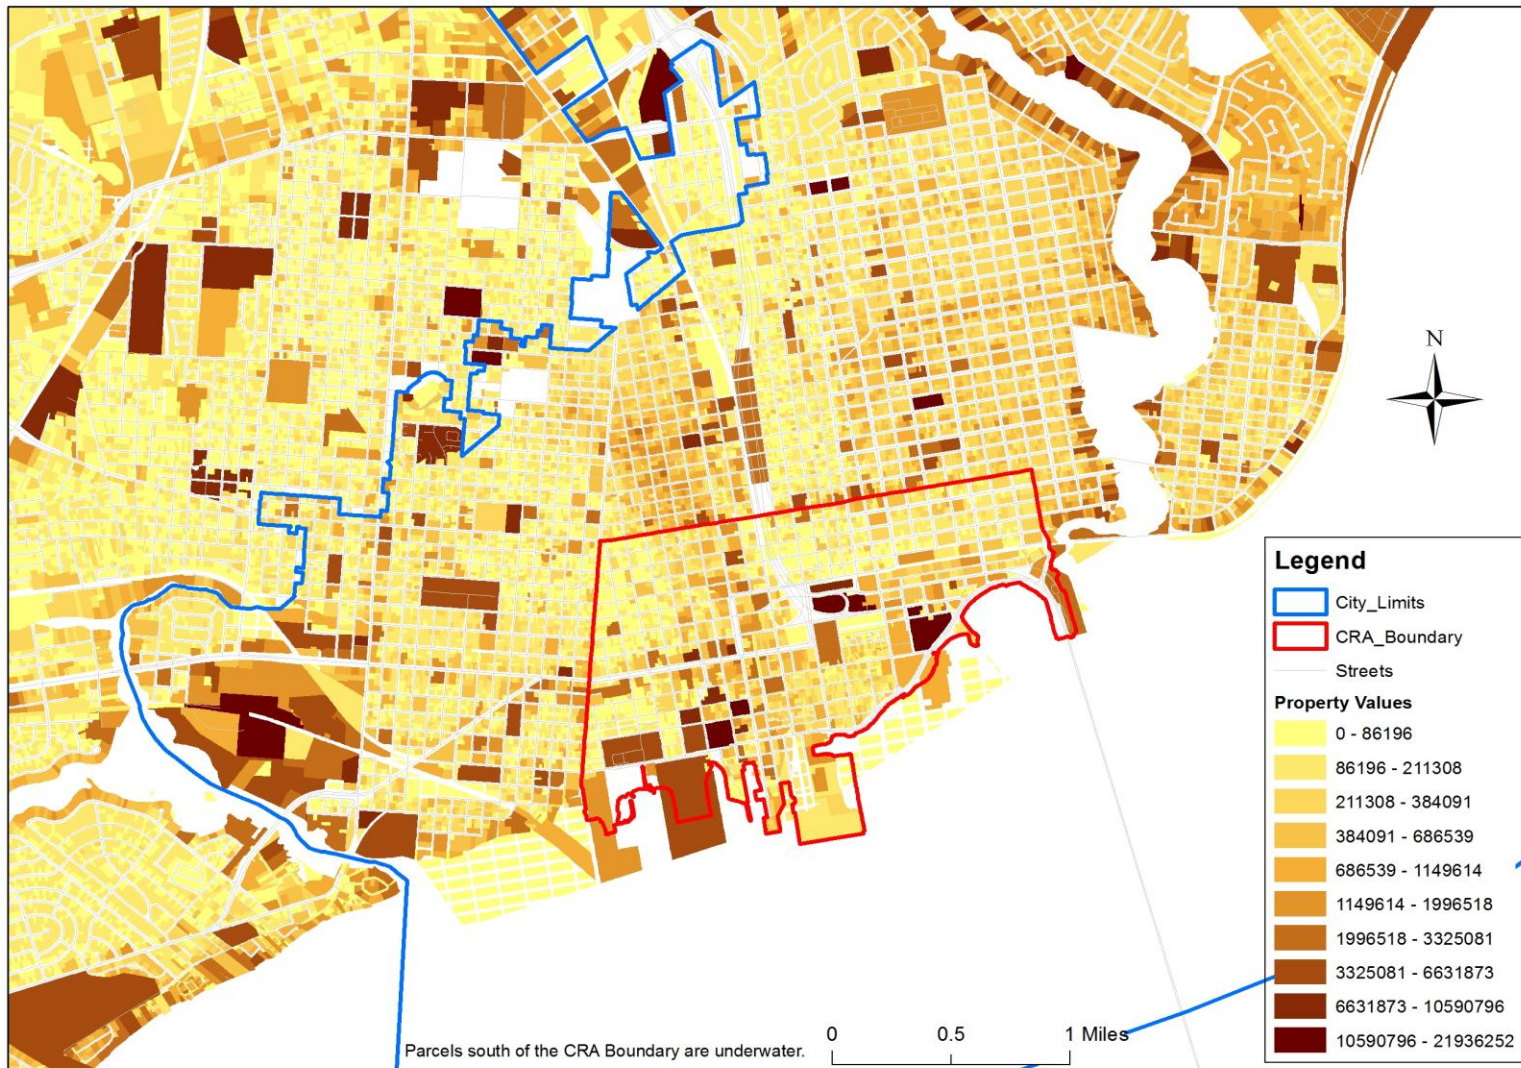 N
Legend
City_Limits
CRA_Boundary
Streets
Property Values
0 - 86196
86196 - 211308
211308 - 384091
384091 - 686539
686539 - 1149614
1149614 - 1996518
1996518 - 3325081
3325081 - 6631873
6631873 - 10590796
10590796 - 21936252
0 0.5 1 Miles
Parcels south of the CRA Boundary are underwater.